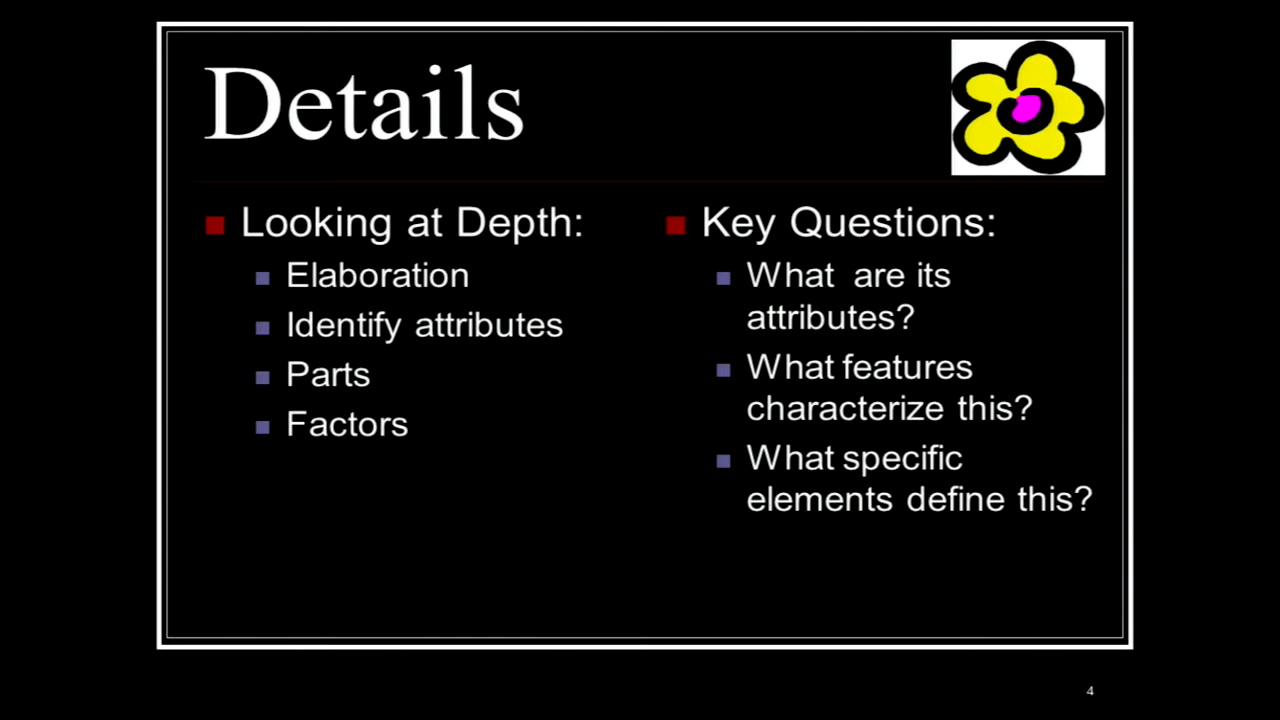 Details
Looking at Depth:
Elaboration
Identify attributes
Parts
Factors
Key Questions:
What are its
attributes?
What features
characterize this?
What specific
elements define this?
4